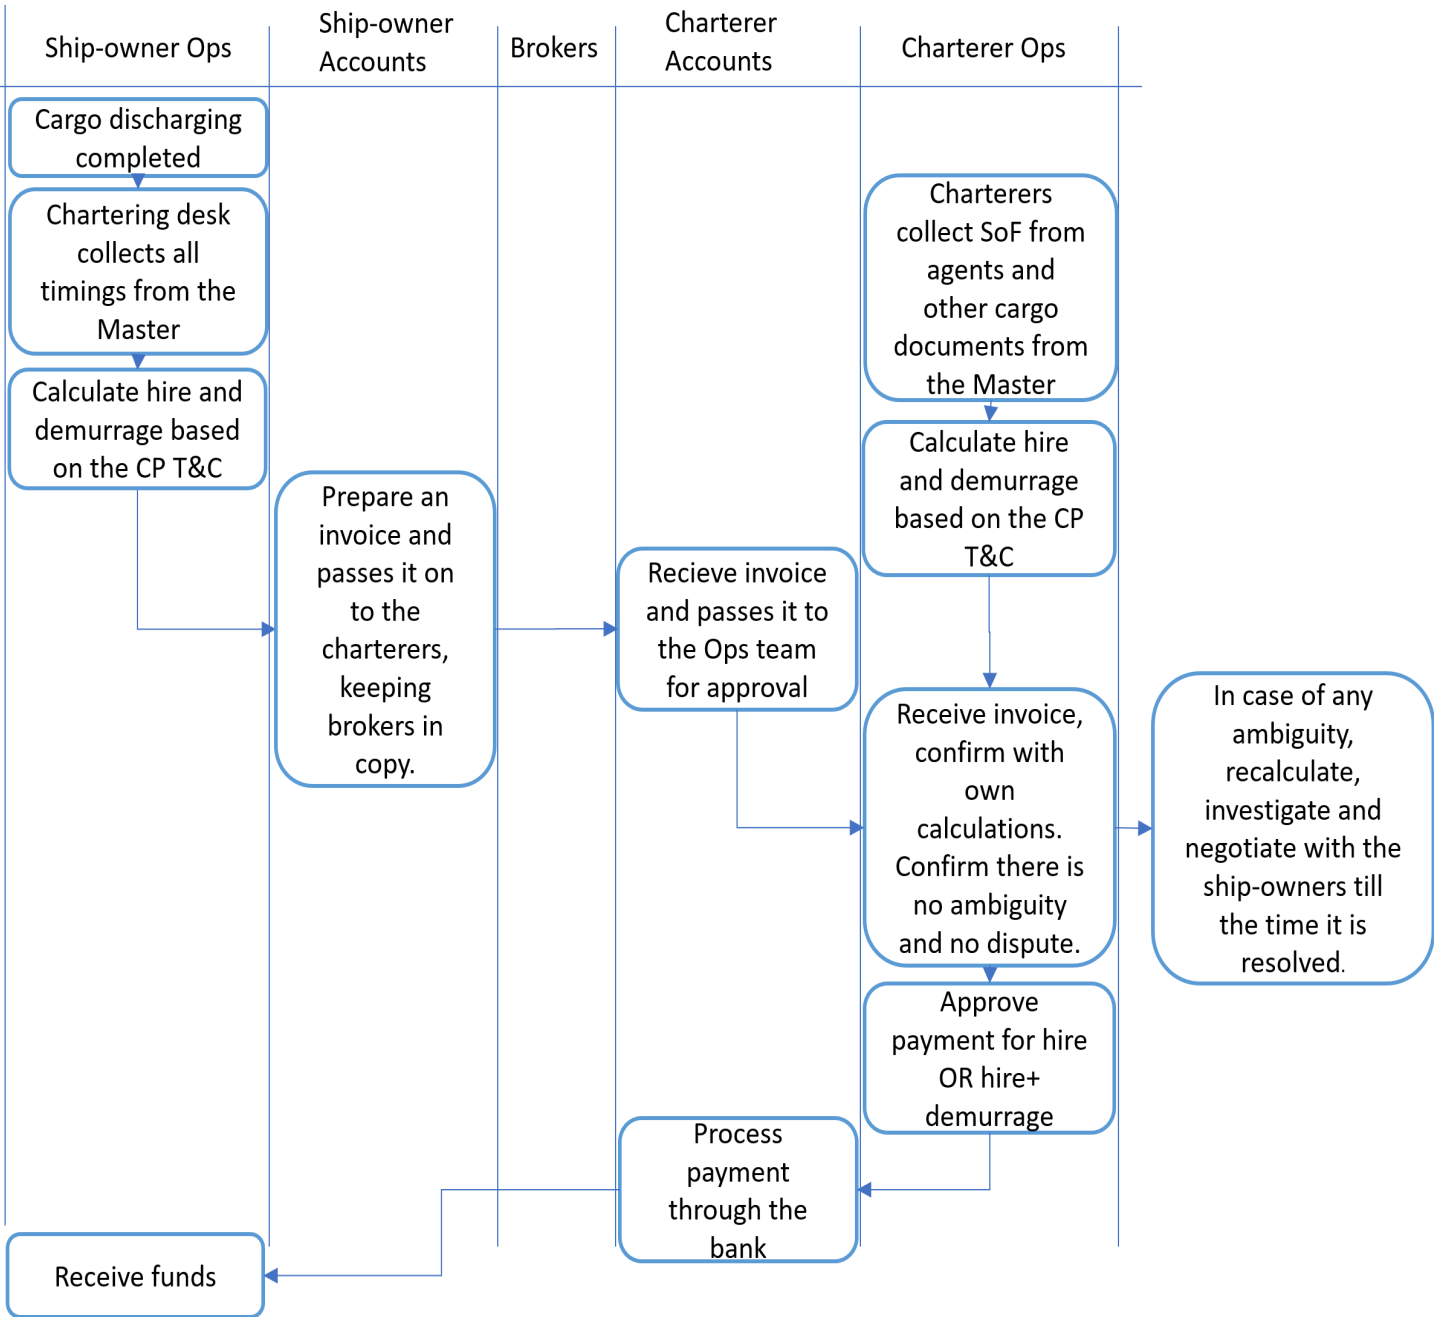 Ship-owner Ops
Ship-owner
Accounts
Brokers
Charterer
Accounts
Charterer Ops
Cargo discharging
completed
Chartering desk
collects all
timings from the
Master
Calculate hire and
demurrage based
on the CP T&C
Prepare an
invoice and
passes it on
to the
charterers,
keeping
brokers in
copy.
Recieve invoice
and passes it to
the Ops team
for approval
Charterers
collect SoF from
agents and
other cargo
documents from
the Master
Calculate hire
and demurrage
based on the CP
T&C
Receive invoice,
confirm with
own
calculations.
Confirm there is
no ambiguity
and no dispute.
In case of any
ambiguity,
recalculate,
investigate and
negotiate with the
ship-owners till
the time it is
resolved.
Approve
payment for hire
OR hire+
demurrage
Process
payment
through the
bank
Receive funds